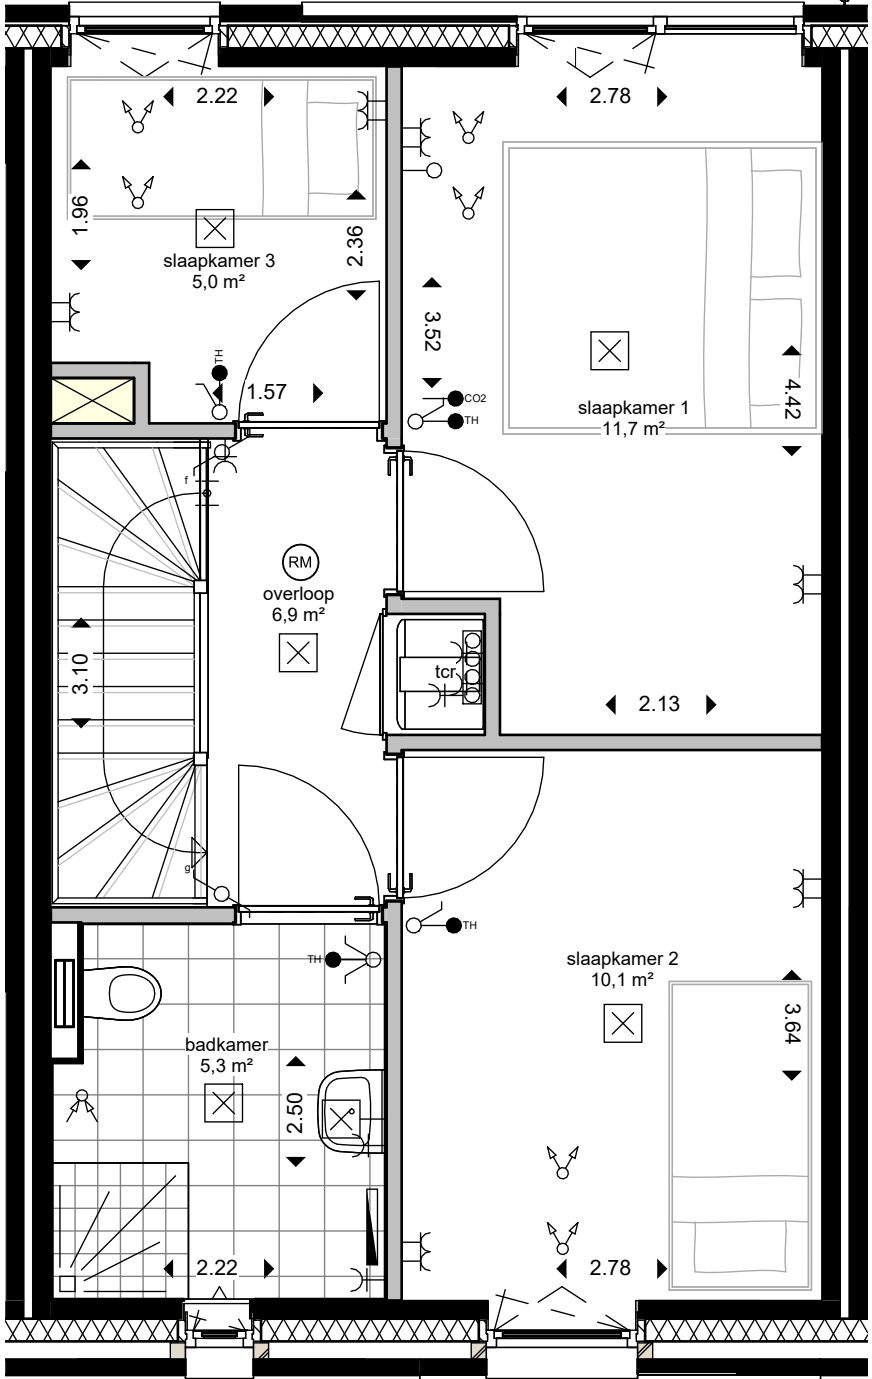 2.22
2.78
1.96
2.36
slaapkamer 3
5,0 m²
3.52
TH
1.57
CO2
TH
slaapkamer 1
11,7 m²
4.42
f
RM
overloop
6,9 m²
3.10
tcr
2.13
g
TH
TH
slaapkamer 2
10,1 m²
3.64
badkamer
5,3 m²
2.50
2.22
2.78